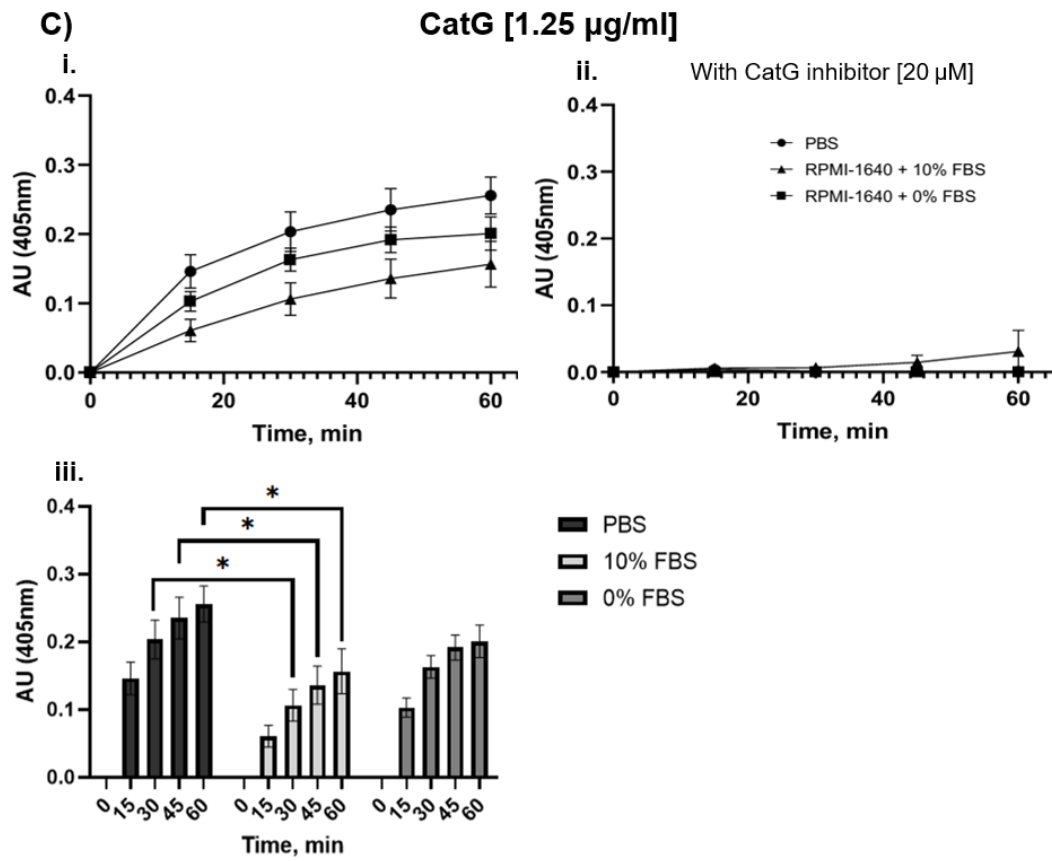 C) CatG [1.25 µg/ml]
i.
0.4
0.3
0.2
0.1
0.0
AU (405nm)
0 20 40 60
Time, min
ii. With CatG inhibitor [20 µM]
0.4
0.3
0.2
0.1
0.0
AU (405nm)
PBS
RPMI-1640 + 10% FBS
RPMI-1640 + 0% FBS
0 20 40 60
Time, min
iii.
0.4
0.3
0.2
0.1
0.0
AU (405nm)
*
*
*
0 15 30 45 60 0 15 30 45 60 0 15 30 45 60
Time, min
PBS
10% FBS
0% FBS